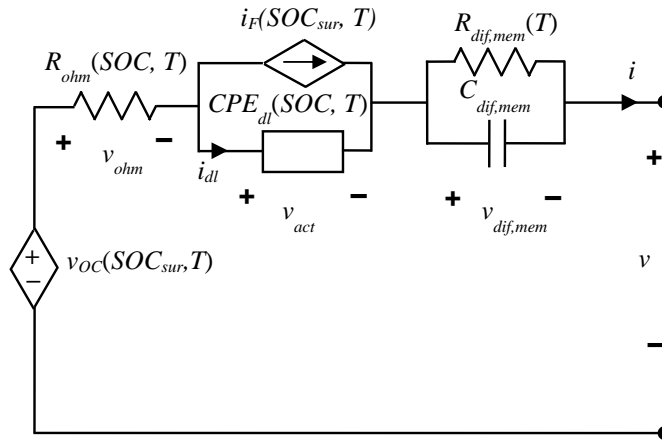 i_F(SOC_sur, T)
R_ohm(SOC, T)
R_dif,mem(T)
CPE_dl(SOC, T)
C_dif,mem
i
+ −
v_ohm
i_dl
+ −
v_act
+ −
v_dif,mem
+
v
−
+
−
v_OC(SOC_sur,T)